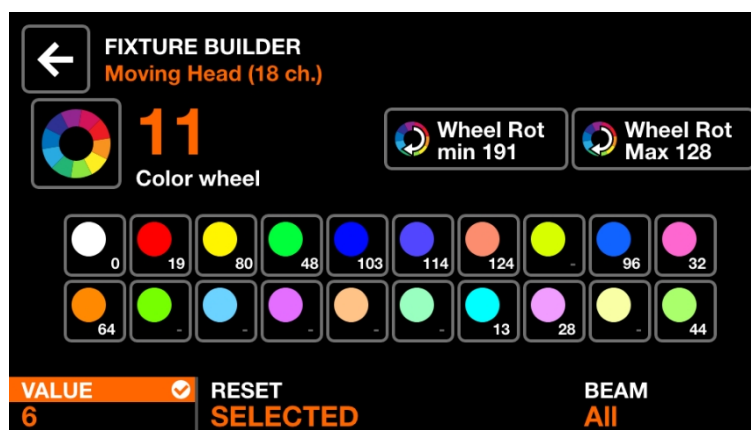 FIXTURE BUILDER
Moving Head (18 ch.)
11
Color wheel
Wheel Rot
min 191
Wheel Rot
Max 128
0 19 80 48 103 114 124 - 96 32
64 - - - - - 13 28 - 44
VALUE RESET BEAM
6 SELECTED All